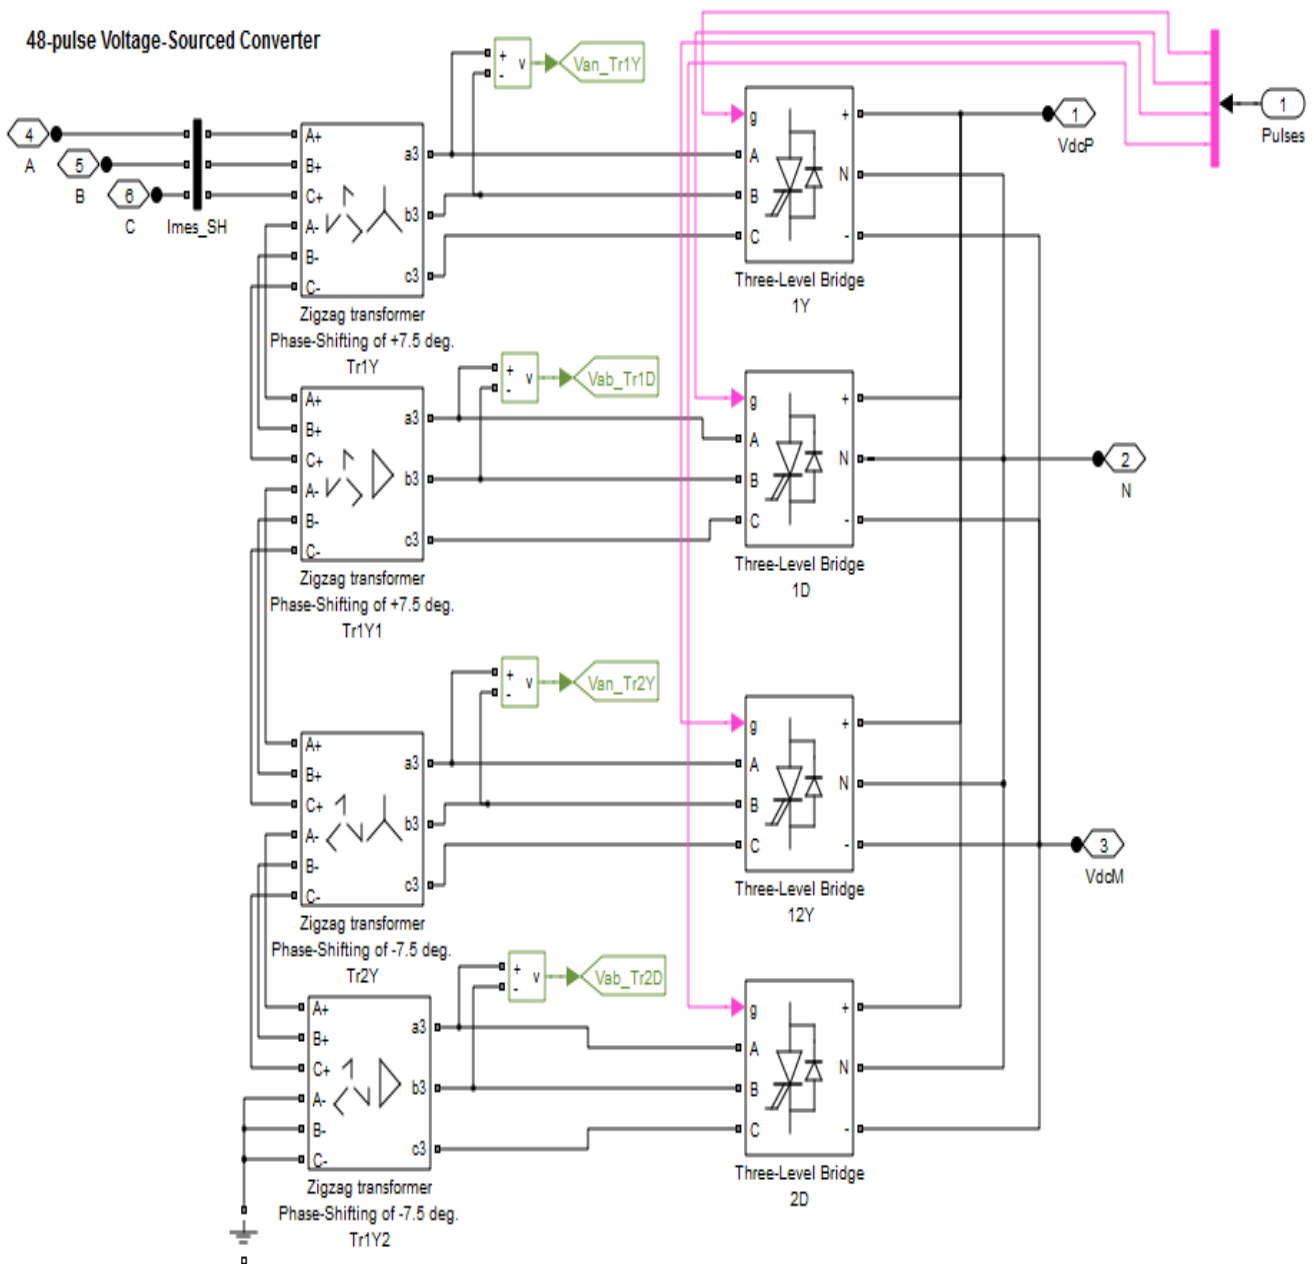 48-pulse Voltage-Sourced Converter
+
-
v
Van_Tr1Y
4
A
5
B
6
C
Imes_SH
A+
B+
C+
A-
B-
C-
a3
b3
c3
Zigzag transformer
Phase-Shifting of +7.5 deg.
Tr1Y
g
A
B
C
+
N
-
Three-Level Bridge
1Y
1
VdcP
1
Pulses
+
-
v
Vab_Tr1D
A+
B+
C+
A-
B-
C-
a3
b3
c3
Zigzag transformer
Phase-Shifting of +7.5 deg.
Tr1Y1
g
A
B
C
+
N
-
Three-Level Bridge
1D
2
N
+
-
v
Van_Tr2Y
A+
B+
C+
A-
B-
C-
a3
b3
c3
Zigzag transformer
Phase-Shifting of -7.5 deg.
Tr2Y
g
A
B
C
+
N
-
Three-Level Bridge
12Y
3
VdcM
+
-
v
Vab_Tr2D
A+
B+
C+
A-
B-
C-
a3
b3
c3
Zigzag transformer
Phase-Shifting of -7.5 deg.
Tr1Y2
g
A
B
C
+
N
-
Three-Level Bridge
2D